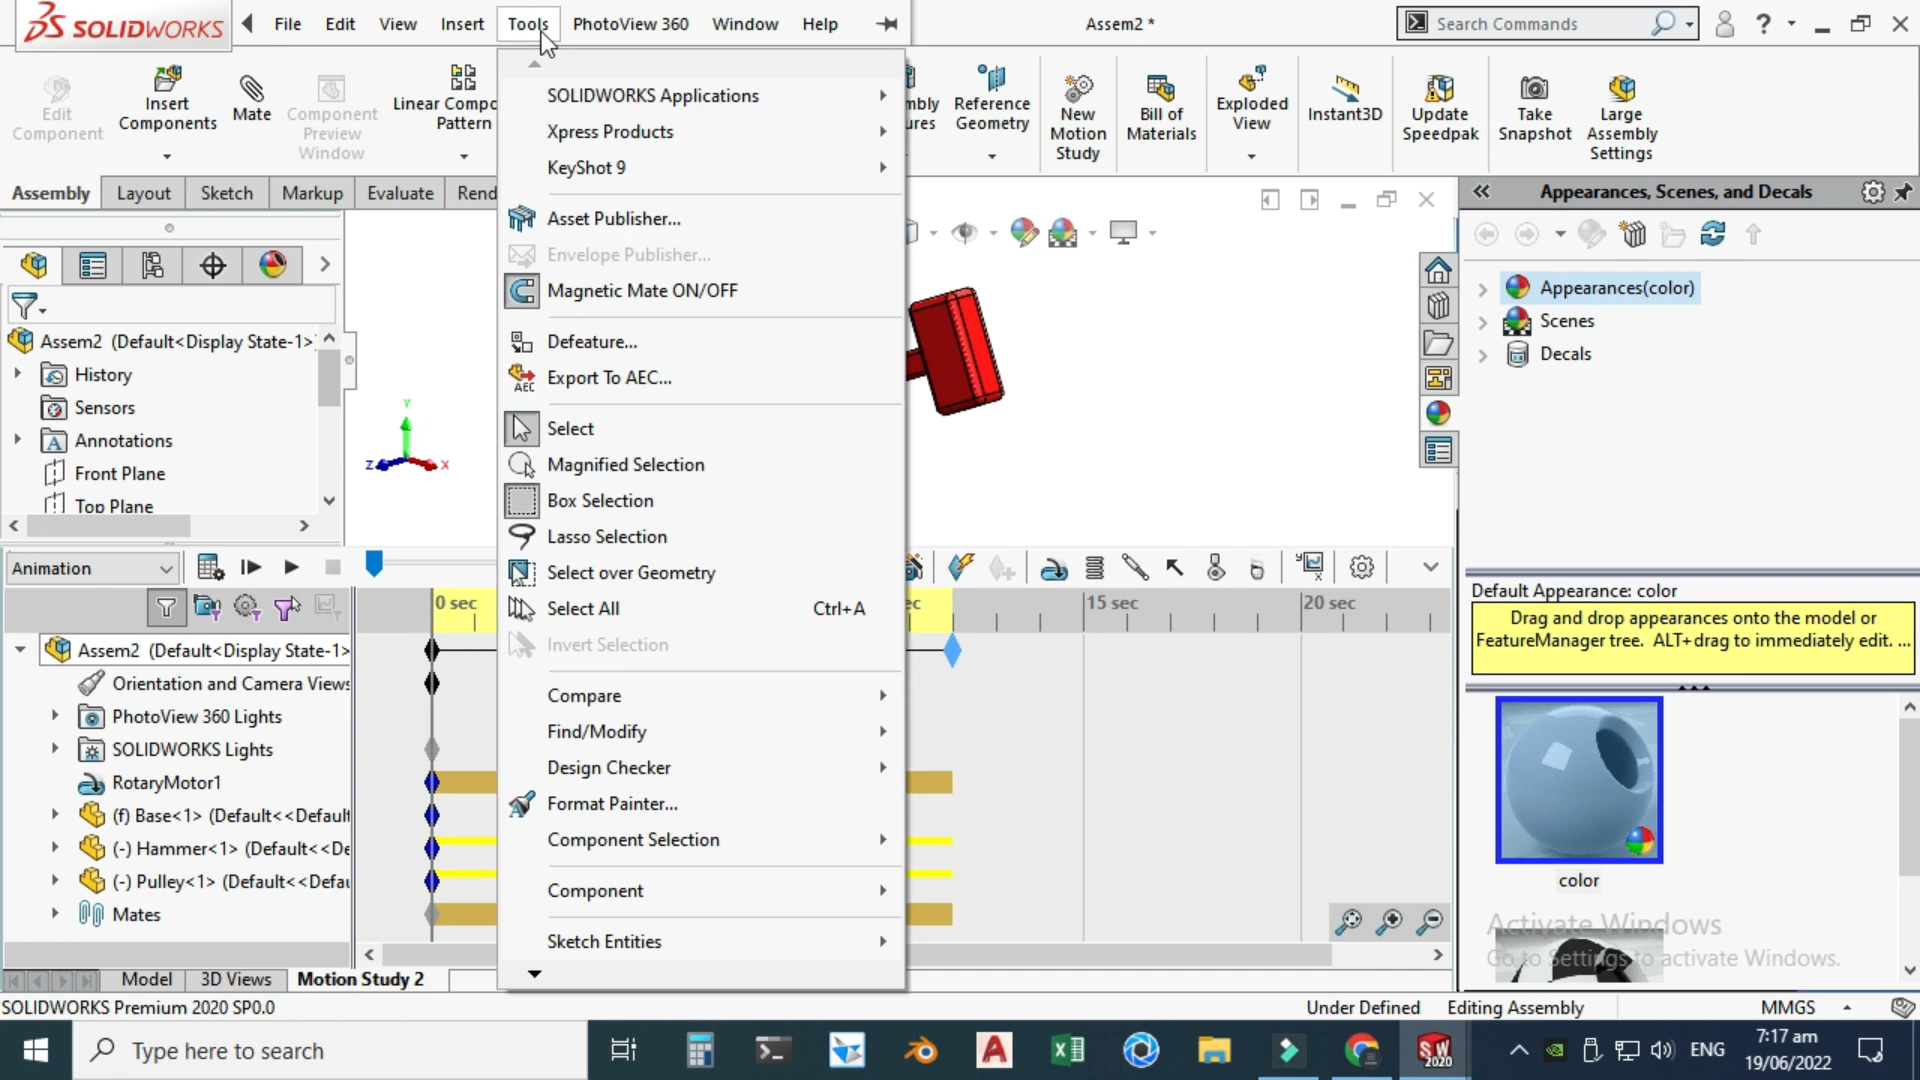 SOLIDWORKS File Edit View Insert Tools PhotoView 360 Window Help Assem2 * Search Commands
Edit Component
Insert Components
Mate
Component Preview Window
Linear Compo Pattern
mbly ures
Reference Geometry
New Motion Study
Bill of Materials
Exploded View
Instant3D
Update Speedpak
Take Snapshot
Large Assembly Settings
Assembly Layout Sketch Markup Evaluate Rend
SOLIDWORKS Applications
Xpress Products
KeyShot 9
Asset Publisher...
Envelope Publisher...
Magnetic Mate ON/OFF
Defeature...
AEC Export To AEC...
Select
Magnified Selection
Box Selection
Lasso Selection
Select over Geometry
Select All Ctrl+A
Invert Selection
Compare
Find/Modify
Design Checker
Format Painter...
Component Selection
Component
Sketch Entities
Assem2 (Default<Display State-1>
History
Sensors
Annotations
Front Plane
Top Plane
Y
Z X
Animation
0 sec ec 15 sec 20 sec
Assem2 (Default<Display State-1>
Orientation and Camera Views
PhotoView 360 Lights
SOLIDWORKS Lights
RotaryMotor1
(f) Base<1> (Default<<Default
(-) Hammer<1> (Default<<De
(-) Pulley<1> (Default<<Defau
Mates
Model 3D Views Motion Study 2
Appearances, Scenes, and Decals
Appearances(color)
Scenes
Decals
Default Appearance: color
Drag and drop appearances onto the model or
FeatureManager tree. ALT+drag to immediately edit. ...
color
Activate Windows
Go to Settings to activate Windows.
SOLIDWORKS Premium 2020 SP0.0 Under Defined Editing Assembly MMGS
Type here to search
SW 2020
ENG
7:17 am
19/06/2022